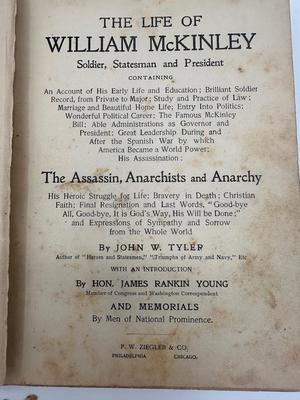 THE LIFE OF
WILLIAM McKINLEY
Soldier, Statesman and President
CONTAINING
An Account of His Early Life and Education; Brilliant Soldier
Record, from Private to Major; Study and Practice of Law;
Marriage and Beautiful Home Life; Entry Into Politics;
Wonderful Political Career; The Famous McKinley
Bill; Able Administrations as Governor and
President; Great Leadership During and
After the Spanish War by which
America Became a World Power;
His Assassination;
The Assassin, Anarchists and Anarchy
His Heroic Struggle for Life; Bravery in Death; Christian
Faith; Final Resignation and Last Words, "Good-bye
All, Good-bye, It is God's Way, His Will be Done;"
and Expressions of Sympathy and Sorrow
from the Whole World
By JOHN W. TYLER
Author of "Heroes and Statesmen," "Triumphs of Army and Navy," Etc
WITH AN INTRODUCTION
By HON. JAMES RANKIN YOUNG
Member of Congress and Washington Correspondent
AND MEMORIALS
By Men of National Prominence.
P. W. ZIEGLER & CO.
PHILADELPHIA CHICAGO.